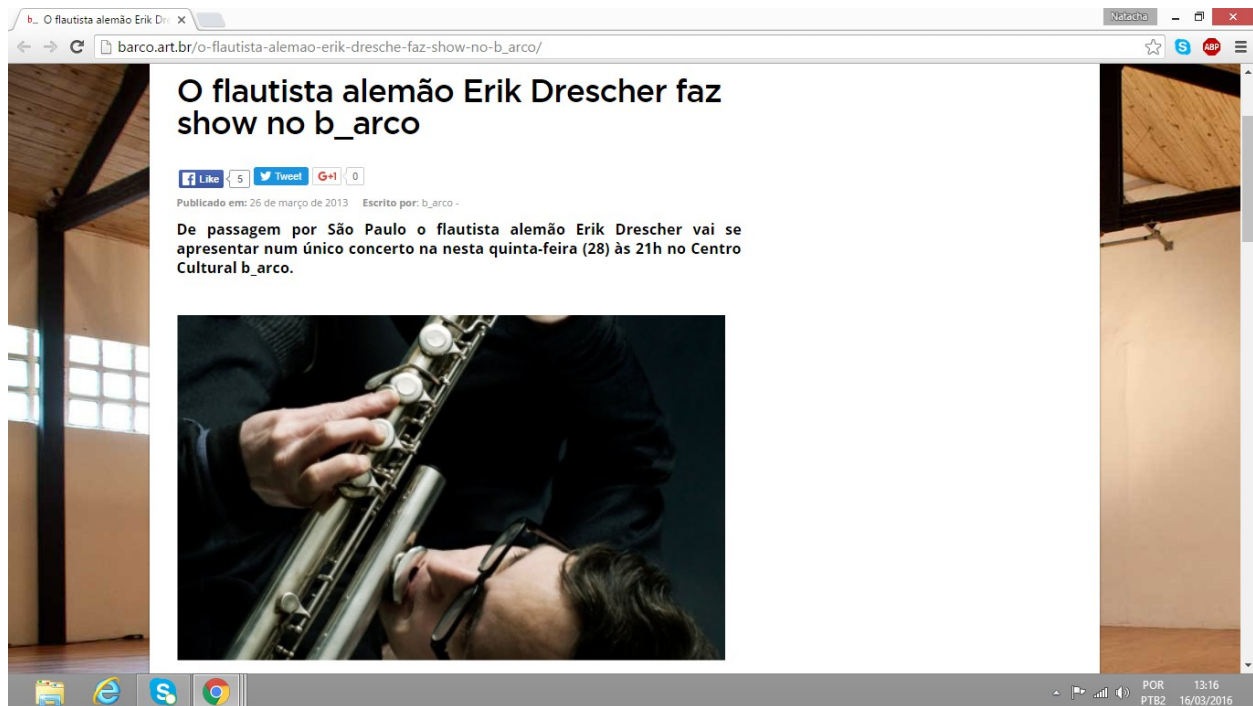 b_ O flautista alemão Erik Dre
Natacha
barco.art.br/o-flautista-alemao-erik-dresche-faz-show-no-b_arco/
S ABP
O flautista alemão Erik Drescher faz
show no b_arco
f Like 5 Tweet G+1 0
Publicado em: 26 de março de 2013 Escrito por: b_arco -
De passagem por São Paulo o flautista alemão Erik Drescher vai se
apresentar num único concerto na nesta quinta-feira (28) às 21h no Centro
Cultural b_arco.
POR 13:16
PTB2 16/03/2016